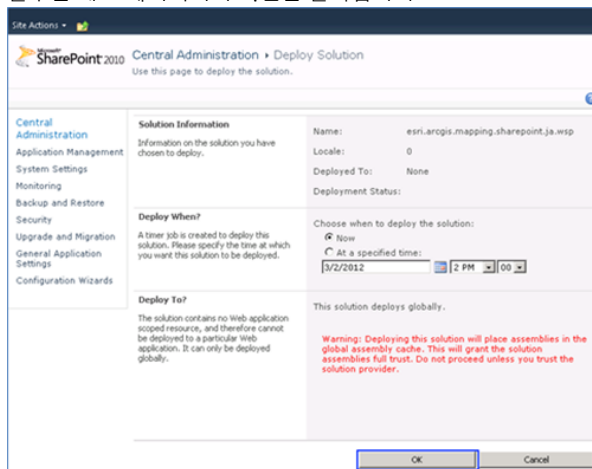 Site Actions
Microsoft
SharePoint 2010
Central Administration ▸ Deploy Solution
Use this page to deploy the solution.
Central
Administration
Application Management
System Settings
Monitoring
Backup and Restore
Security
Upgrade and Migration
General Application
Settings
Configuration Wizards
Solution Information
Information on the solution you have
chosen to deploy.
Name: esri.arcgis.mapping.sharepoint.ja.wsp
Locale: 0
Deployed To: None
Deployment Status:
Deploy When?
A timer job is created to deploy this
solution. Please specify the time at which
you want this solution to be deployed.
Choose when to deploy the solution:
Now
At a specified time:
3/2/2012 2 PM 00
Deploy To?
The solution contains no Web application
scoped resource, and therefore cannot
be deployed to a particular Web
application. It can only be deployed
globally.
This solution deploys globally.
Warning: Deploying this solution will place assemblies in the
global assembly cache. This will grant the solution
assemblies full trust. Do not proceed unless you trust the
solution provider.
OK Cancel